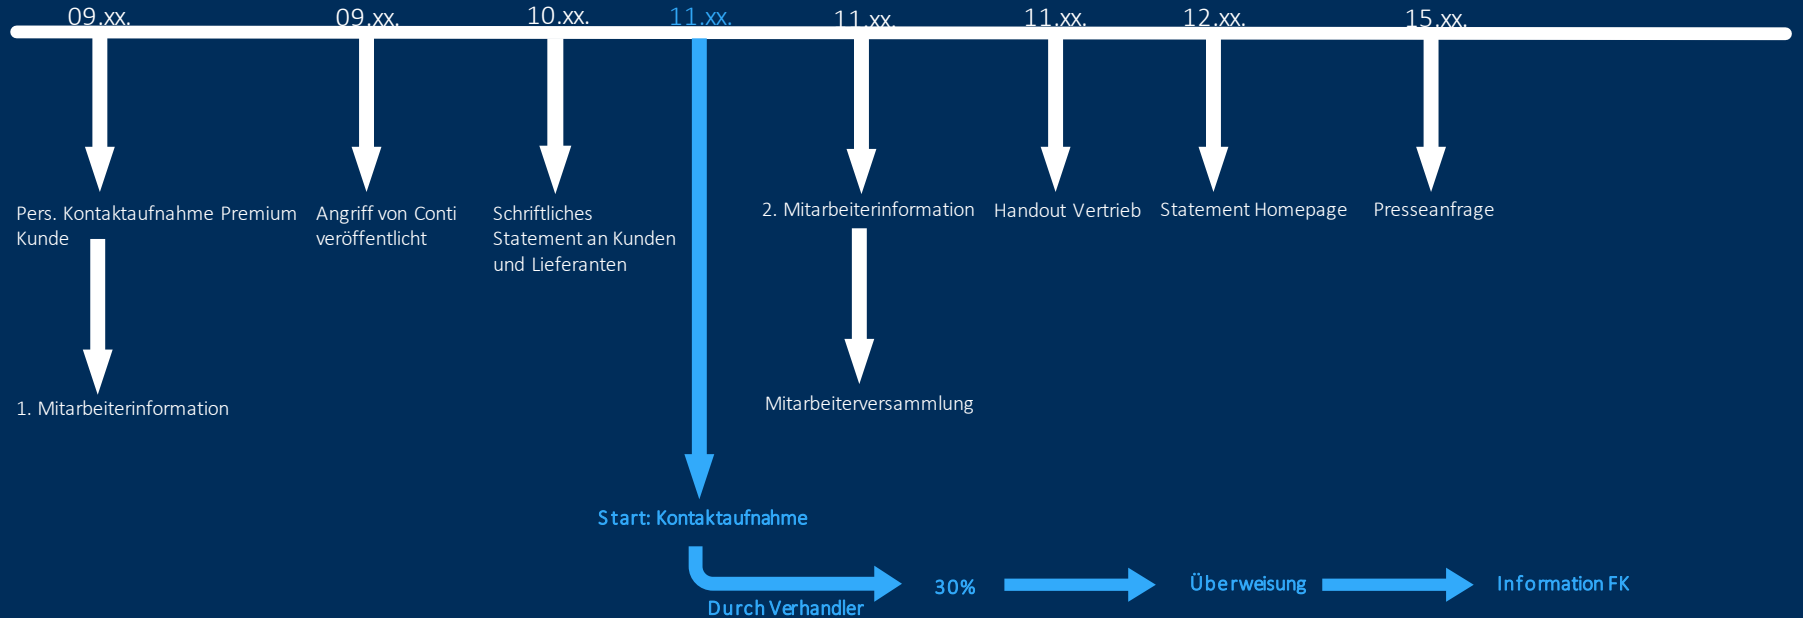 09.xx.
09.xx.
10.xx.
11.xx.
11.xx.
11.xx.
12.xx.
15.xx.
Pers. Kontaktaufnahme Premium
Kunde
Angriff von Conti
veröffentlicht
Schriftliches
Statement an Kunden
und Lieferanten
2. Mitarbeiterinformation
Handout Vertrieb
Statement Homepage
Presseanfrage
1. Mitarbeiterinformation
Mitarbeiterversammlung
Start: Kontaktaufnahme
Durch Verhandler
30%
Überweisung
Information FK